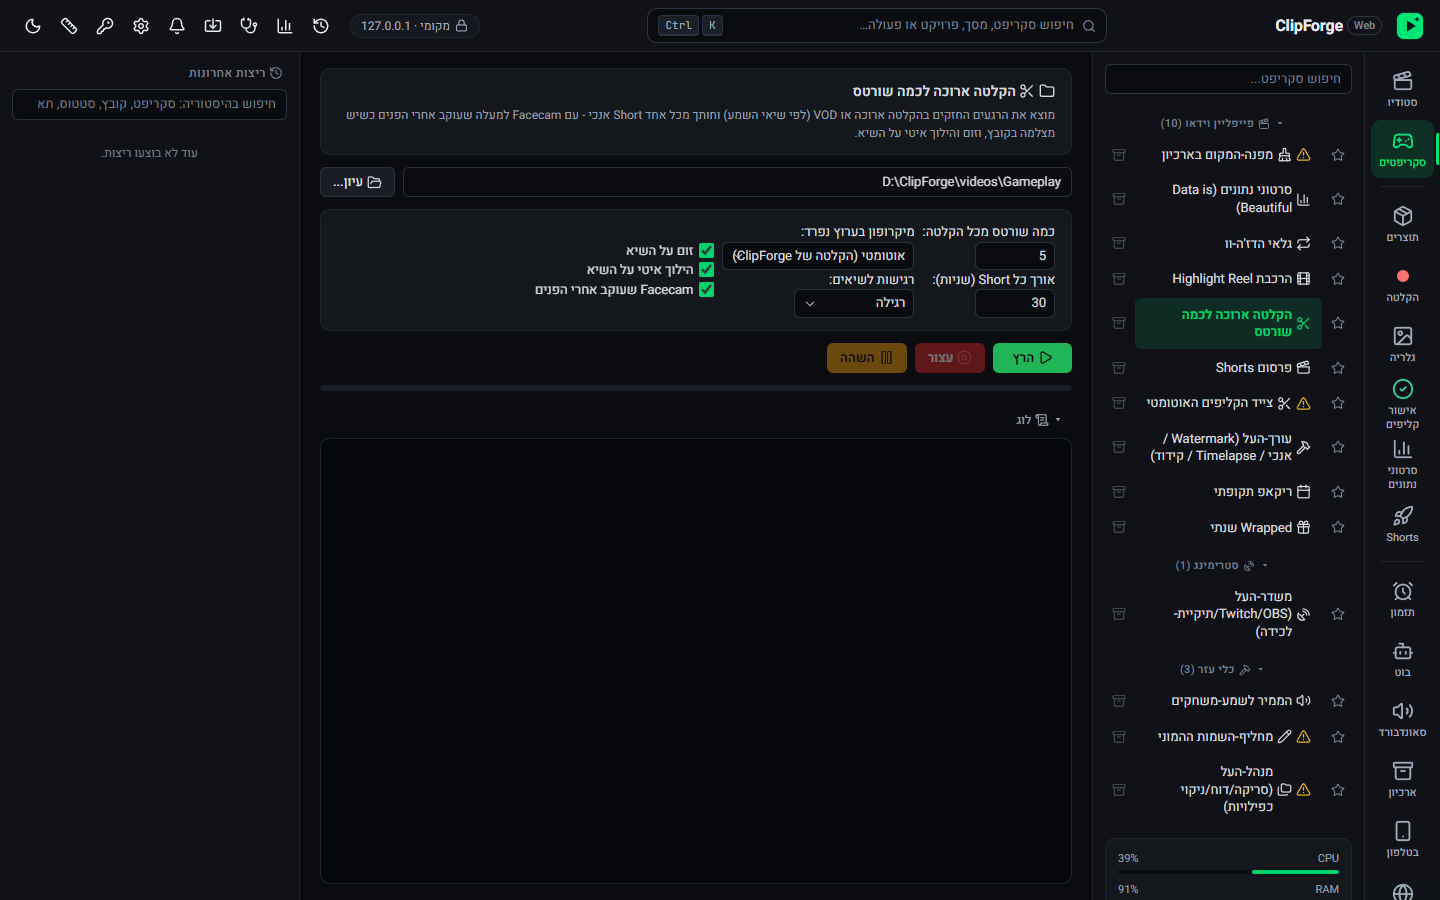 ClipForge
Web
חיפוש סקריפט, מסך, פרויקט או פעולה...
Ctrl
K
מקומי · 127.0.0.1
סטודיו
סקריפטים
תוצרים
הקלטה
גלריה
אישור
קליפים
סרטוני
נתונים
Shorts
תזמון
בוט
סאונדבורד
ארכיון
בטלפון
חיפוש סקריפט...
פייפליין וידאו (10)
מפנה-המקום בארכיון
סרטוני נתונים (Data is
Beautiful)
גלאי הדז'ה-וו
הרכבת Highlight Reel
הקלטה ארוכה לכמה
שורטס
פרסום Shorts
צייד הקליפים האוטומטי
עורך-העל (Watermark /
אנכי / Timelapse / קידוד)
ריקאפ תקופתי
Wrapped שנתי
סטרימינג (1)
משדר-העל
(Twitch/OBS/תיקיית-
לכידה)
כלי עזר (3)
הממיר לשמע-משחקים
מחליף-השמות ההמוני
מנהל-העל
(סריקה/דוח/ניקוי
כפילויות)
CPU
39%
RAM
91%
הקלטה ארוכה לכמה שורטס
מוצא את הרגעים החזקים בהקלטה ארוכה או VOD (לפי שיאי השמע) וחותך מכל אחד Short אנכי - עם Facecam למעלה שעוקב אחרי הפנים כשיש
מצלמה בקובץ, וזום והילוך איטי על השיא.
D:\ClipForge\videos\Gameplay
עיון...
כמה שורטס מכל הקלטה:
5
מיקרופון בערוץ נפרד:
אוטומטי (הקלטה של ClipForge)
אורך כל Short (שניות):
30
רגישות לשיאים:
רגילה
זום על השיא
הילוך איטי על השיא
Facecam שעוקב אחרי הפנים
הרץ
עצור
השהה
לוג
ריצות אחרונות
חיפוש בהיסטוריה: סקריפט, קובץ, סטטוס, תא
עוד לא בוצעו ריצות.